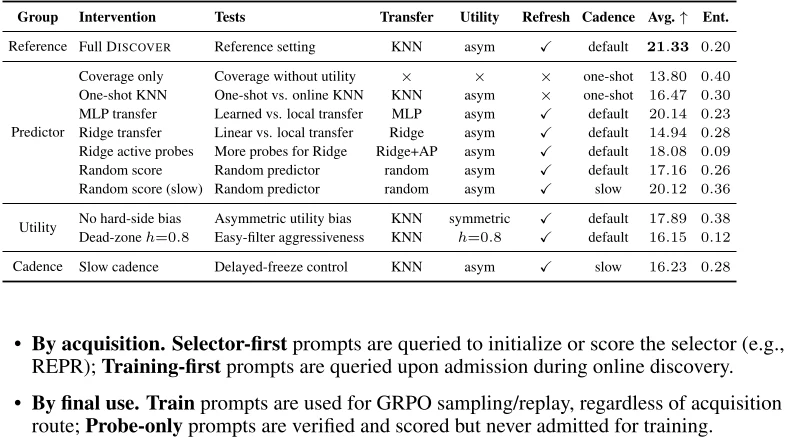 Group Intervention Tests Transfer Utility Refresh Cadence Avg. ↑ Ent.
Reference Full DISCOVER Reference setting KNN asym ✓ default 21.33 0.20
Coverage only Coverage without utility × × × one-shot 13.80 0.40
One-shot KNN One-shot vs. online KNN KNN asym × one-shot 16.47 0.30
MLP transfer Learned vs. local transfer MLP asym ✓ default 20.14 0.23
Predictor Ridge transfer Linear vs. local transfer Ridge asym ✓ default 14.94 0.28
Ridge active probes More probes for Ridge Ridge+AP asym ✓ default 18.08 0.09
Random score Random predictor random asym ✓ default 17.16 0.26
Random score (slow) Random predictor random asym ✓ slow 20.12 0.36
Utility No hard-side bias Asymmetric utility bias KNN symmetric ✓ default 17.89 0.38
Dead-zone h=0.8 Easy-filter aggressiveness KNN h=0.8 ✓ default 16.15 0.12
Cadence Slow cadence Delayed-freeze control KNN asym ✓ slow 16.23 0.28
• By acquisition. Selector-first prompts are queried to initialize or score the selector (e.g.,
REPR); Training-first prompts are queried upon admission during online discovery.
• By final use. Train prompts are used for GRPO sampling/replay, regardless of acquisition
route; Probe-only prompts are verified and scored but never admitted for training.